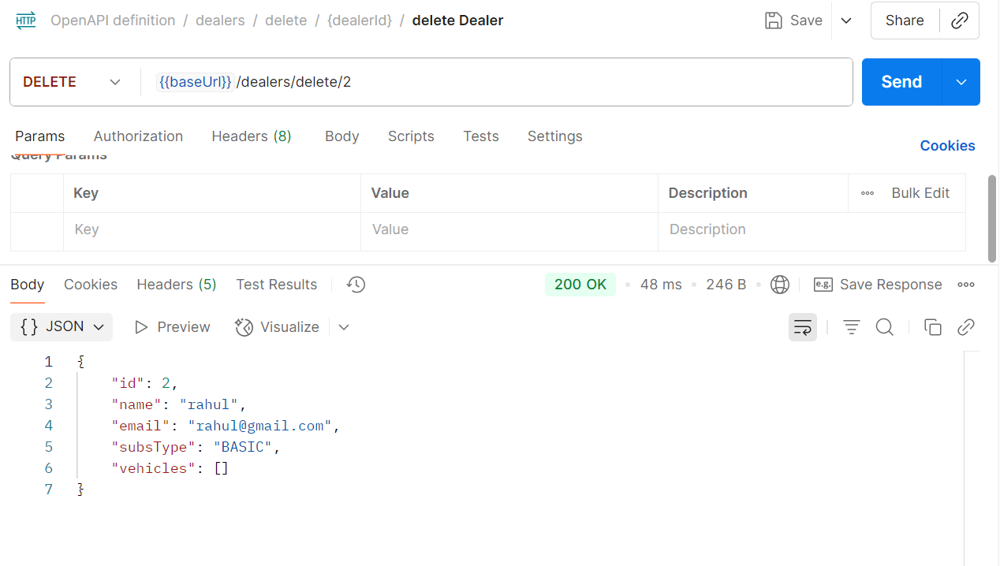 HTTP OpenAPI definition / dealers / delete / {dealerId} / delete Dealer Save Share
DELETE {{baseUrl}} /dealers/delete/2 Send
Params Authorization Headers (8) Body Scripts Tests Settings Cookies
Query Params
Key Value Description Bulk Edit
Key Value Description
Body Cookies Headers (5) Test Results 200 OK 48 ms 246 B e.g. Save Response
{} JSON Preview Visualize
1 {
2 "id": 2,
3 "name": "rahul",
4 "email": "rahul@gmail.com",
5 "subsType": "BASIC",
6 "vehicles": []
7 }